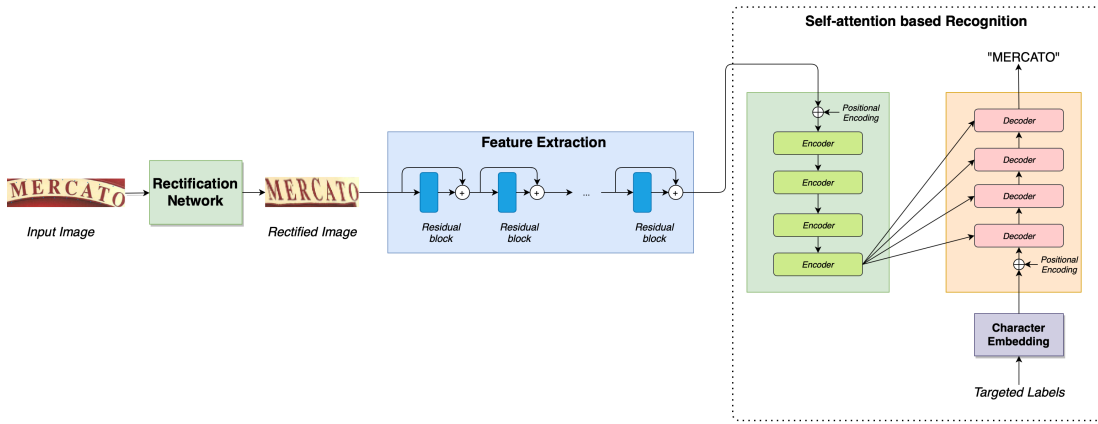 Self-attention based Recognition
"MERCATO"
Positional
Encoding
Decoder
Feature Extraction
Encoder
Decoder
MERCATO
Rectification
Network
MERCATO
Encoder
Decoder
Input Image
Rectified Image
Residual
block
Residual
block
...
Residual
block
Encoder
Decoder
Encoder
Positional
Encoding
Character
Embedding
Targeted Labels